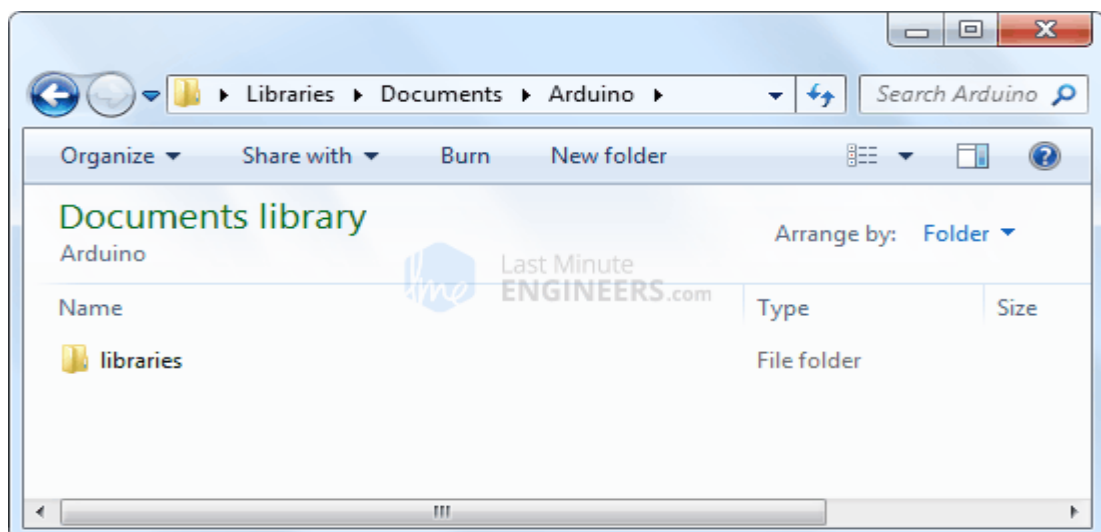 Libraries Documents Arduino Search Arduino
Organize Share with Burn New folder
Documents library
Arduino
Arrange by: Folder
lme Last Minute
ENGINEERS.com
Name Type Size
libraries File folder